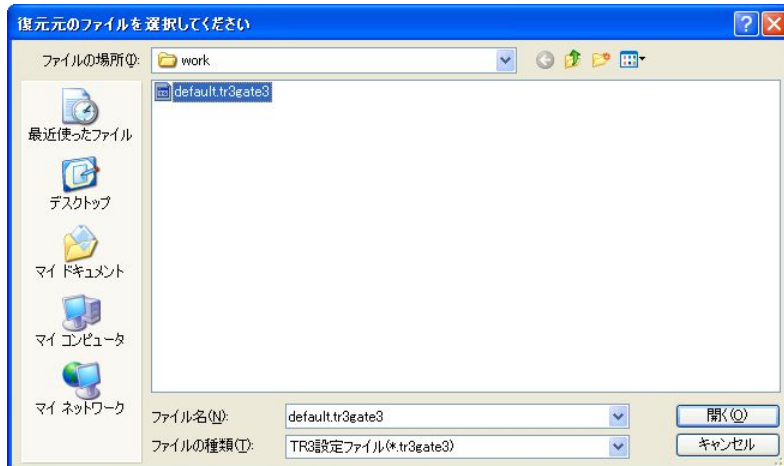 復元元のファイルを選択してください
ファイルの場所(I):
work
default.tr3gate3
最近使ったファイル
デスクトップ
マイ ドキュメント
マイ コンピュータ
マイ ネットワーク
ファイル名(N):
default.tr3gate3
開く(O)
ファイルの種類(T):
TR3設定ファイル(*.tr3gate3)
キャンセル